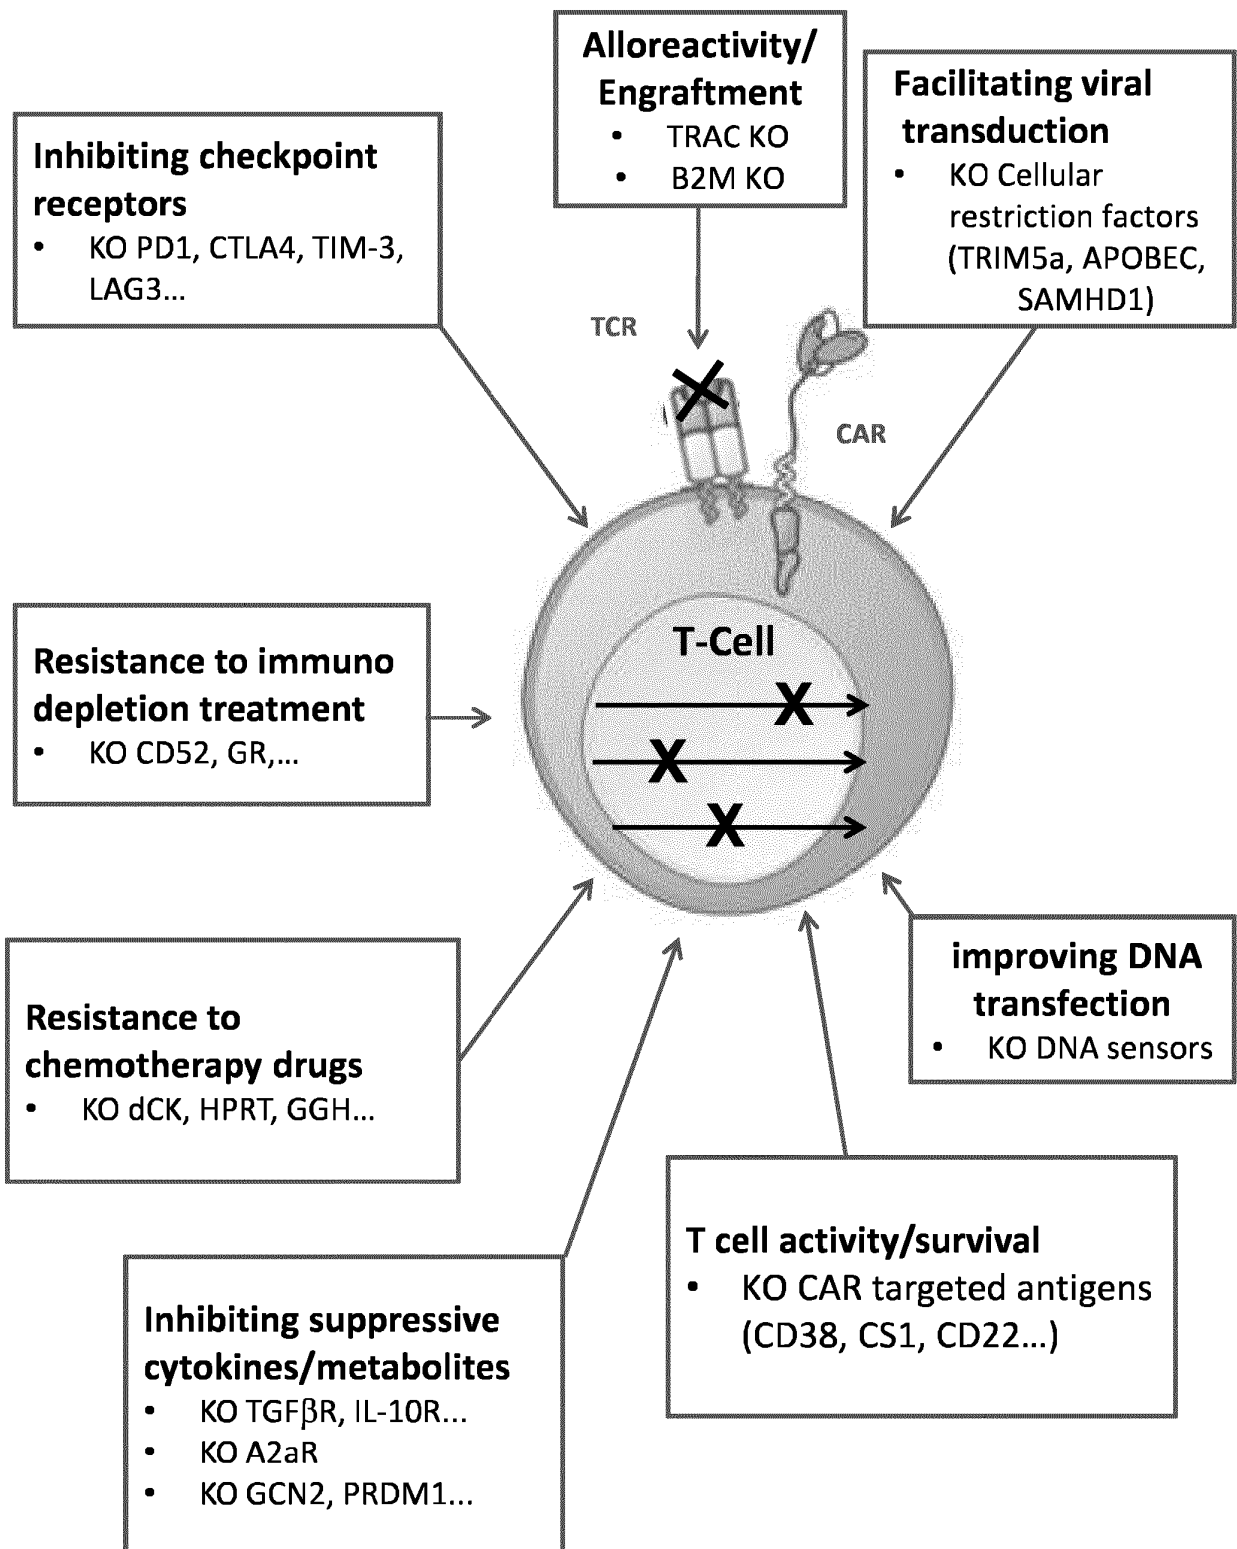 Alloreactivity/
Engraftment
• TRAC KO
• B2M KO
Facilitating viral
transduction
• KO Cellular
restriction factors
(TRIM5a, APOBEC,
SAMHD1)
Inhibiting checkpoint
receptors
• KO PD1, CTLA4, TIM-3,
LAG3...
TCR
CAR
T-Cell
X
X
X
Resistance to immuno
depletion treatment
• KO CD52, GR,...
improving DNA
transfection
• KO DNA sensors
Resistance to
chemotherapy drugs
• KO dCK, HPRT, GGH...
T cell activity/survival
• KO CAR targeted antigens
(CD38, CS1, CD22...)
Inhibiting suppressive
cytokines/metabolites
• KO TGFβR, IL-10R...
• KO A2aR
• KO GCN2, PRDM1...